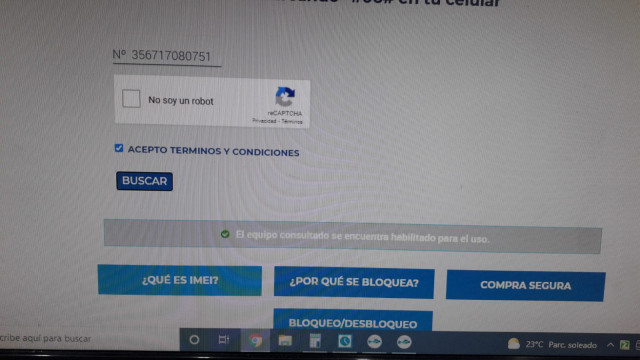 #06# en tu celular
Nº 356717080751
No soy un robot
reCAPTCHA
Privacidad - Términos
ACEPTO TERMINOS Y CONDICIONES
BUSCAR
El equipo consultado se encuentra habilitado para el uso.
¿QUÉ ES IMEI?
¿POR QUÉ SE BLOQUEA?
COMPRA SEGURA
BLOQUEO/DESBLOQUEO
cribe aquí para buscar
23°C Parc. soleado